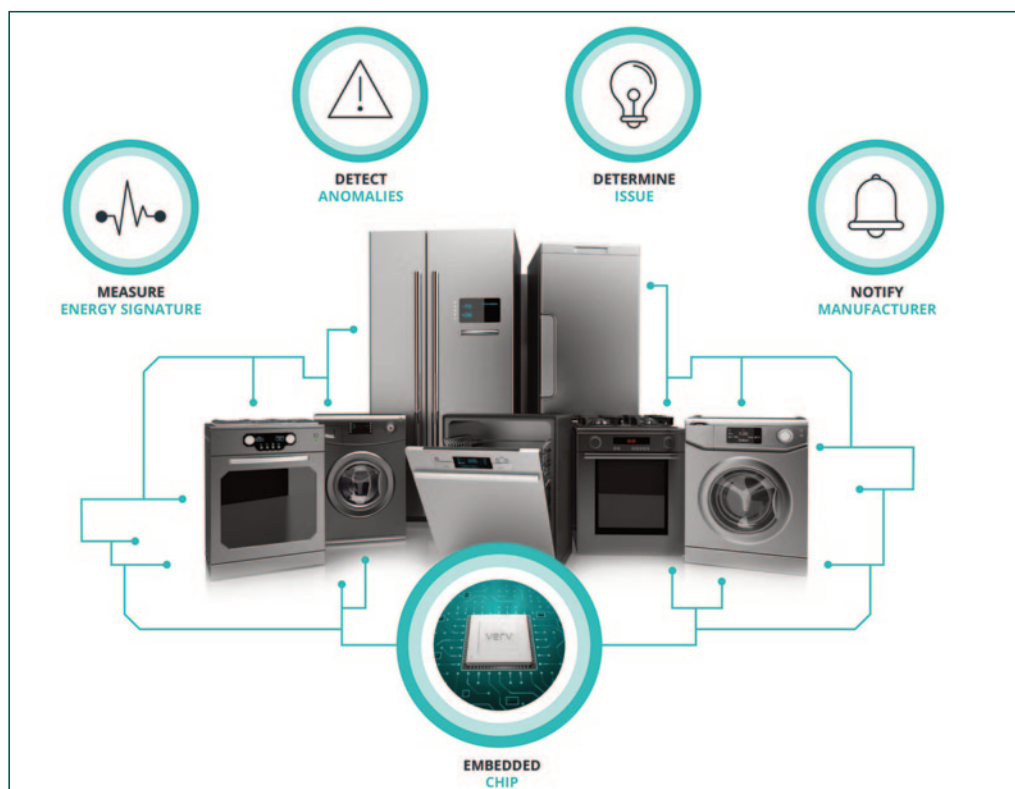 DETECT
ANOMALIES
DETERMINE
ISSUE
MEASURE
ENERGY SIGNATURE
NOTIFY
MANUFACTURER
verv
EMBEDDED
CHIP